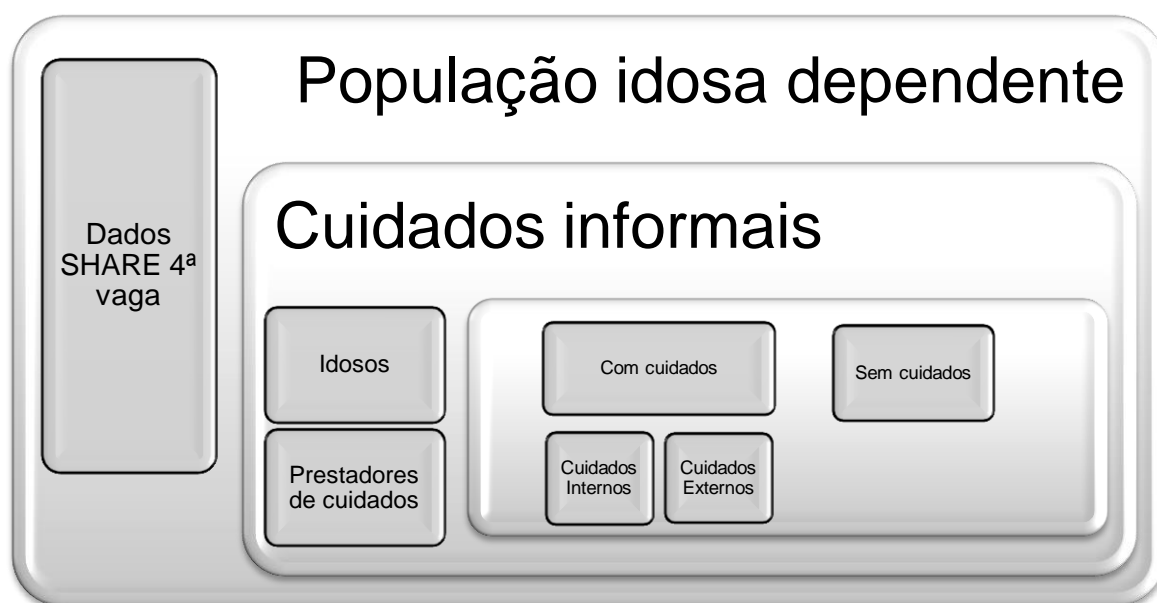 População idosa dependente
Dados
SHARE 4ª
vaga
Cuidados informais
Idosos
Prestadores
de cuidados
Com cuidados
Sem cuidados
Cuidados
Internos
Cuidados
Externos